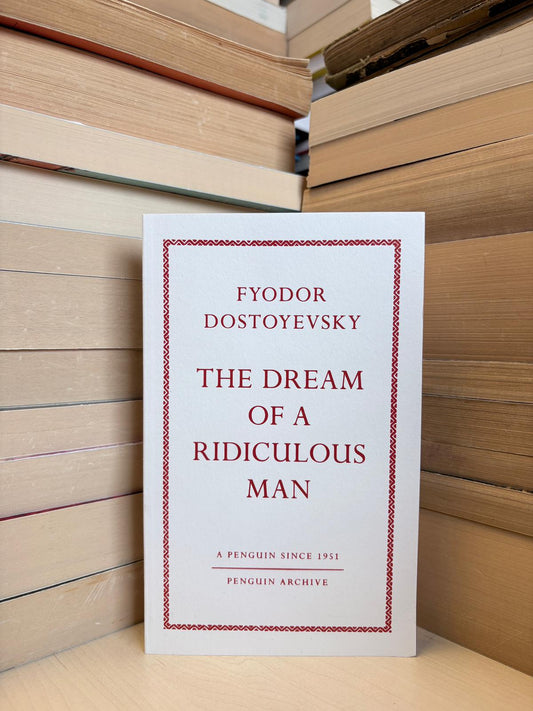 FYODOR
DOSTOYEVSKY
THE DREAM
OF A
RIDICULOUS
MAN
A PENGUIN SINCE 1951
PENGUIN ARCHIVE